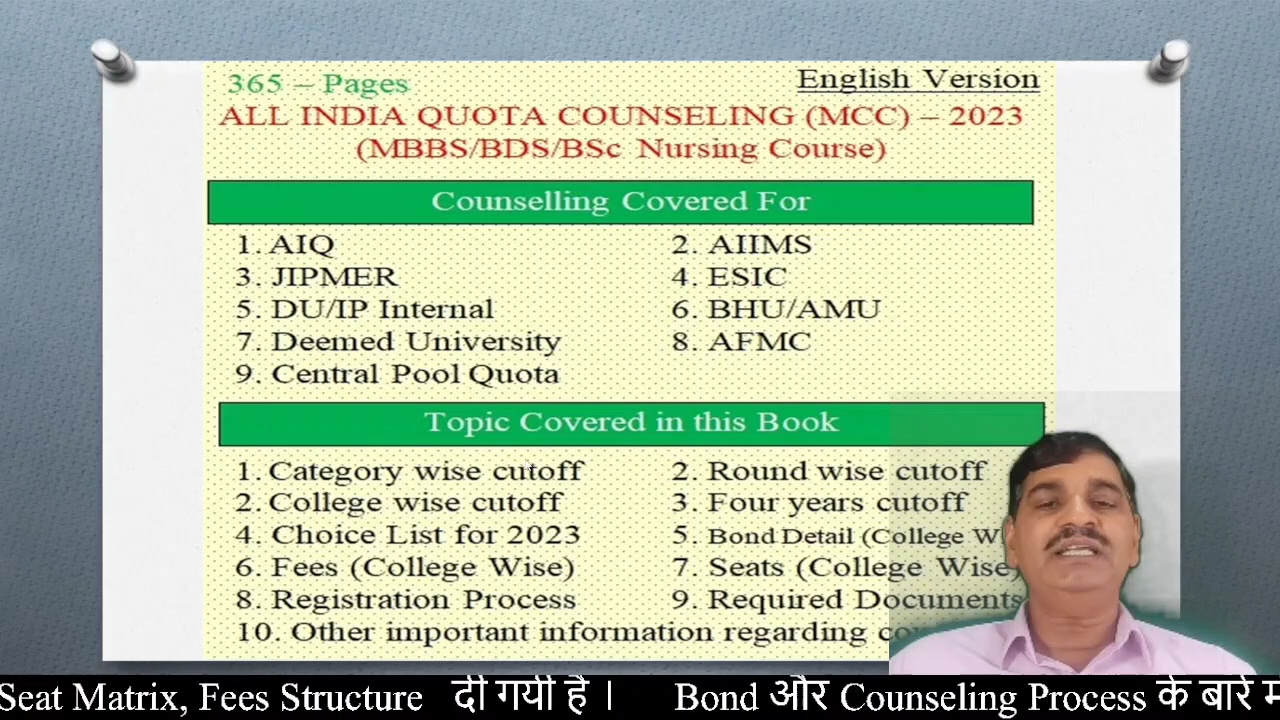 365 – Pages English Version
ALL INDIA QUOTA COUNSELING (MCC) – 2023
(MBBS/BDS/BSc Nursing Course)
Counselling Covered For
1. AIQ 2. AIIMS
3. JIPMER 4. ESIC
5. DU/IP Internal 6. BHU/AMU
7. Deemed University 8. AFMC
9. Central Pool Quota
Topic Covered in this Book
1. Category wise cutoff 2. Round wise cutoff
2. College wise cutoff 3. Four years cutoff
4. Choice List for 2023 5. Bond Detail (College
6. Fees (College Wise) 7. Seats (College Wise)
8. Registration Process 9. Required Documents
10. Other important information regarding
Seat Matrix, Fees Structure दी गयी है । Bond और Counseling Process के बारे